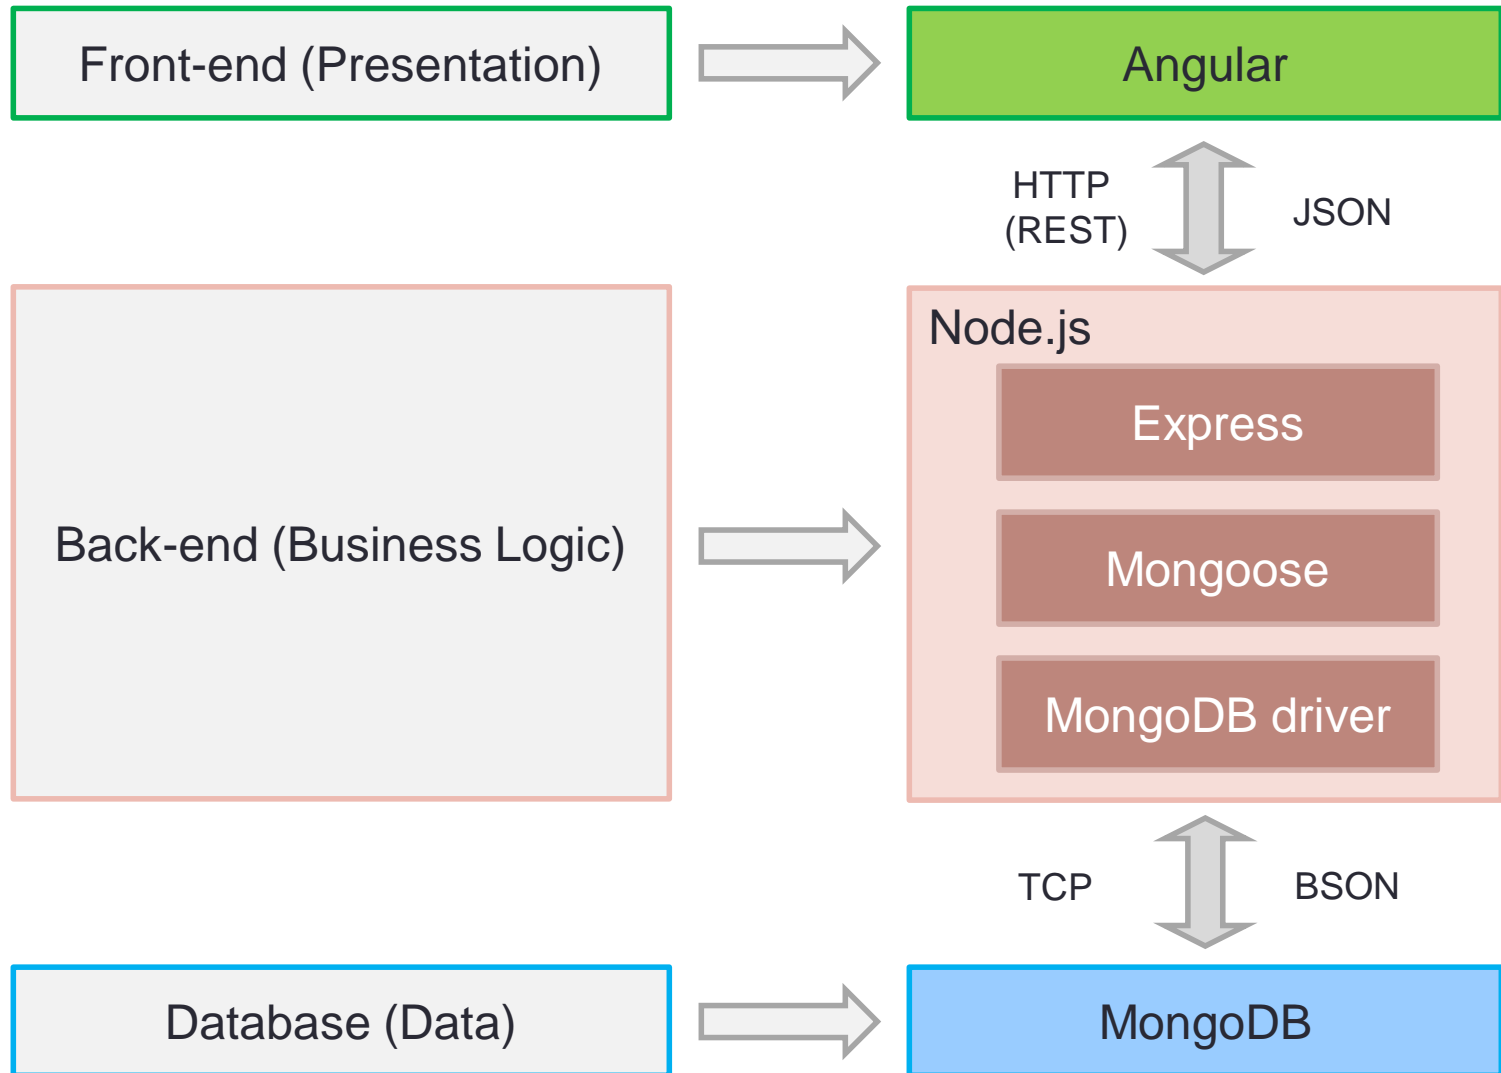 Front-end (Presentation)
Angular
HTTP
(REST)
JSON
Node.js
Express
Back-end (Business Logic)
Mongoose
MongoDB driver
TCP
BSON
Database (Data)
MongoDB